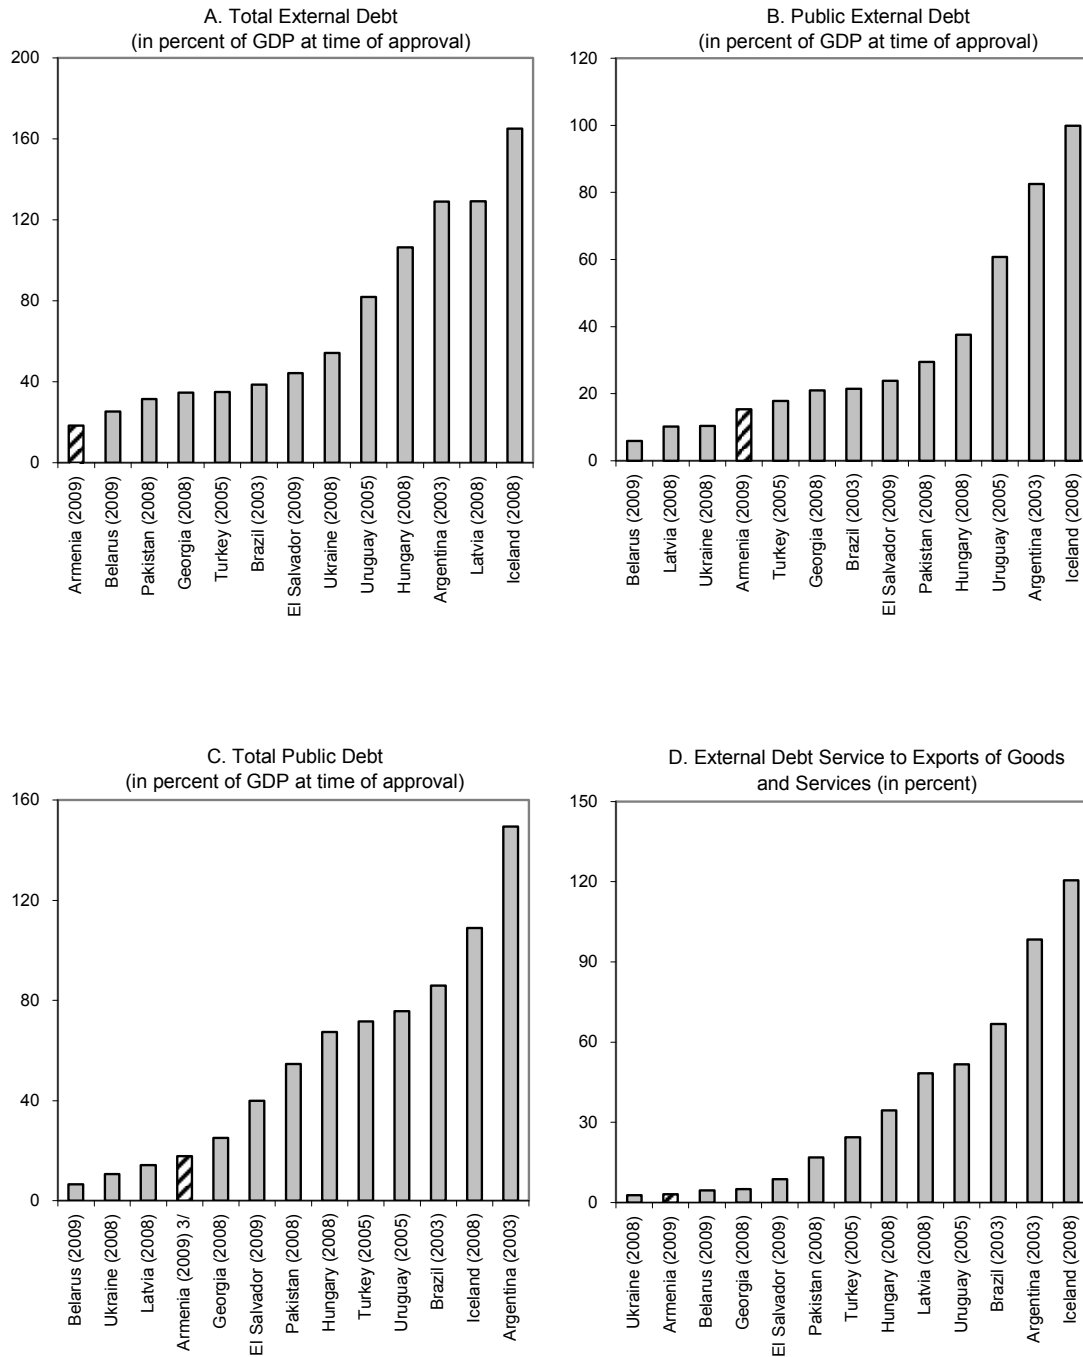 A. Total External Debt
(in percent of GDP at time of approval)
200
160
120
80
40
0
Armenia (2009)
Belarus (2009)
Pakistan (2008)
Georgia (2008)
Turkey (2005)
Brazil (2003)
El Salvador (2009)
Ukraine (2008)
Uruguay (2005)
Hungary (2008)
Argentina (2003)
Latvia (2008)
Iceland (2008)
B. Public External Debt
(in percent of GDP at time of approval)
120
100
80
60
40
20
0
Belarus (2009)
Latvia (2008)
Ukraine (2008)
Armenia (2009)
Turkey (2005)
Georgia (2008)
Brazil (2003)
El Salvador (2009)
Pakistan (2008)
Hungary (2008)
Uruguay (2005)
Argentina (2003)
Iceland (2008)
C. Total Public Debt
(in percent of GDP at time of approval)
160
120
80
40
0
Belarus (2009)
Ukraine (2008)
Latvia (2008)
Armenia (2009) 3/
Georgia (2008)
El Salvador (2009)
Pakistan (2008)
Hungary (2008)
Turkey (2005)
Uruguay (2005)
Brazil (2003)
Iceland (2008)
Argentina (2003)
D. External Debt Service to Exports of Goods
and Services (in percent)
150
120
90
60
30
0
Ukraine (2008)
Armenia (2009)
Belarus (2009)
Georgia (2008)
El Salvador (2009)
Pakistan (2008)
Turkey (2005)
Hungary (2008)
Latvia (2008)
Uruguay (2005)
Brazil (2003)
Argentina (2003)
Iceland (2008)